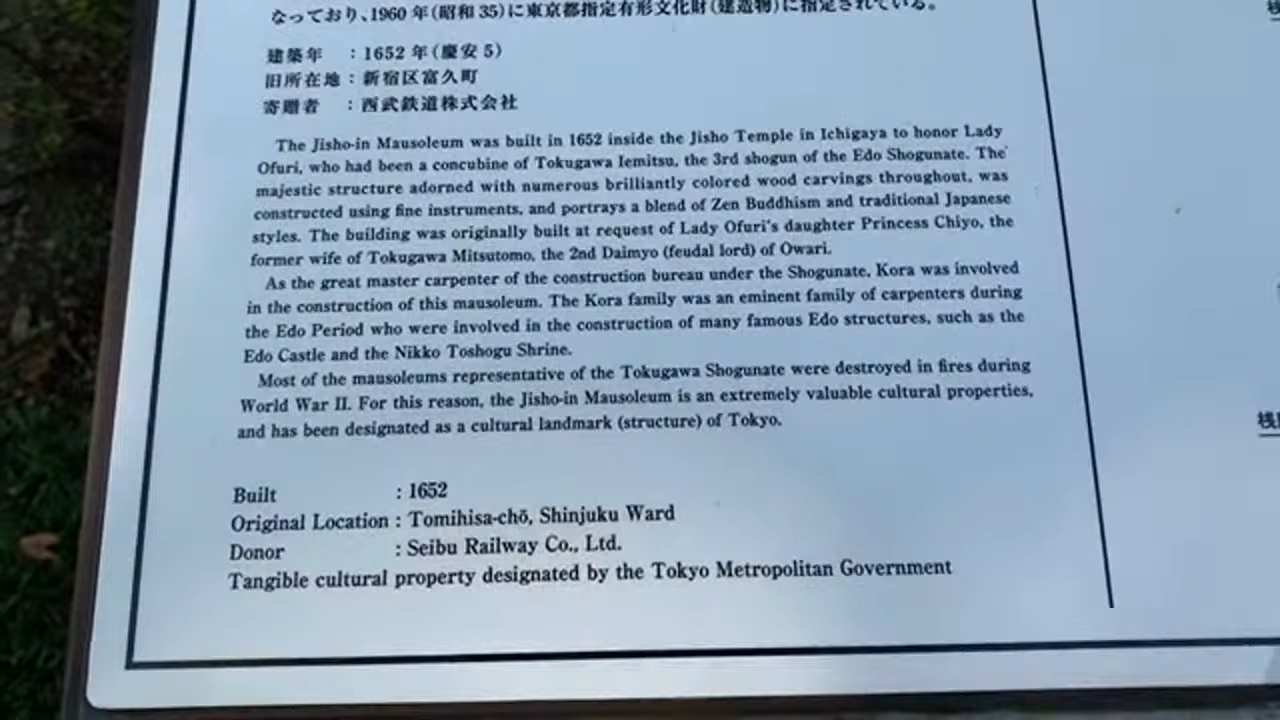 なっており、1960年(昭和35)に東京都指定有形文化財(建造物)に指定されている。
建築年 : 1652年(慶安5)
旧所在地 : 新宿区富久町
寄贈者 : 西武鉄道株式会社
The Jisho-in Mausoleum was built in 1652 inside the Jisho Temple in Ichigaya to honor Lady
Ofuri, who had been a concubine of Tokugawa Iemitsu, the 3rd shogun of the Edo Shogunate. The
majestic structure adorned with numerous brilliantly colored wood carvings throughout, was
constructed using fine instruments, and portrays a blend of Zen Buddhism and traditional Japanese
styles. The building was originally built at request of Lady Ofuri's daughter Princess Chiyo, the
former wife of Tokugawa Mitsutomo, the 2nd Daimyo (feudal lord) of Owari.
As the great master carpenter of the construction bureau under the Shogunate, Kora was involved
in the construction of this mausoleum. The Kora family was an eminent family of carpenters during
the Edo Period who were involved in the construction of many famous Edo structures, such as the
Edo Castle and the Nikko Toshogu Shrine.
Most of the mausoleums representative of the Tokugawa Shogunate were destroyed in fires during
World War II. For this reason, the Jisho-in Mausoleum is an extremely valuable cultural properties,
and has been designated as a cultural landmark (structure) of Tokyo.
Built : 1652
Original Location : Tomihisa-chō, Shinjuku Ward
Donor : Seibu Railway Co., Ltd.
Tangible cultural property designated by the Tokyo Metropolitan Government